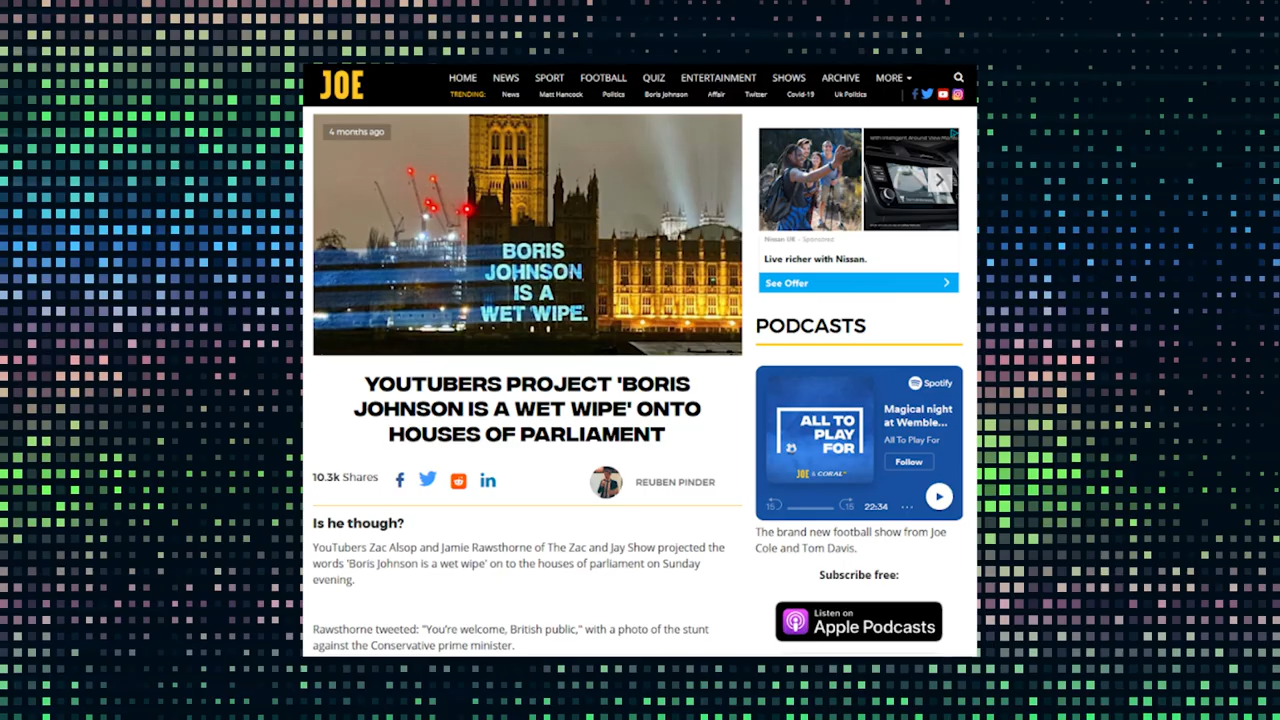 JOE
HOME NEWS SPORT FOOTBALL QUIZ ENTERTAINMENT SHOWS ARCHIVE MORE
TRENDING: News Matt Hancock Politics Boris Johnson Affair Twitter Covid-19 Uk Politics
4 months ago
BORIS
JOHNSON
IS A
WET WIPE.
YOUTUBERS PROJECT 'BORIS
JOHNSON IS A WET WIPE' ONTO
HOUSES OF PARLIAMENT
10.3k Shares
REUBEN PINDER
Is he though?
YouTubers Zac Alsop and Jamie Rawsthorne of The Zac and Jay Show projected the
words 'Boris Johnson is a wet wipe' on to the houses of parliament on Sunday
evening.
Rawsthorne tweeted: "You're welcome, British public," with a photo of the stunt
against the Conservative prime minister.
Nissan UK - Sponsored
Live richer with Nissan.
See Offer
PODCASTS
Spotify
ALL TO
PLAY
FOR
JOE & CORAL
Magical night
at Wemble...
All To Play For
Follow
15 15 22:34
The brand new football show from Joe
Cole and Tom Davis.
Subscribe free:
Listen on
Apple Podcasts